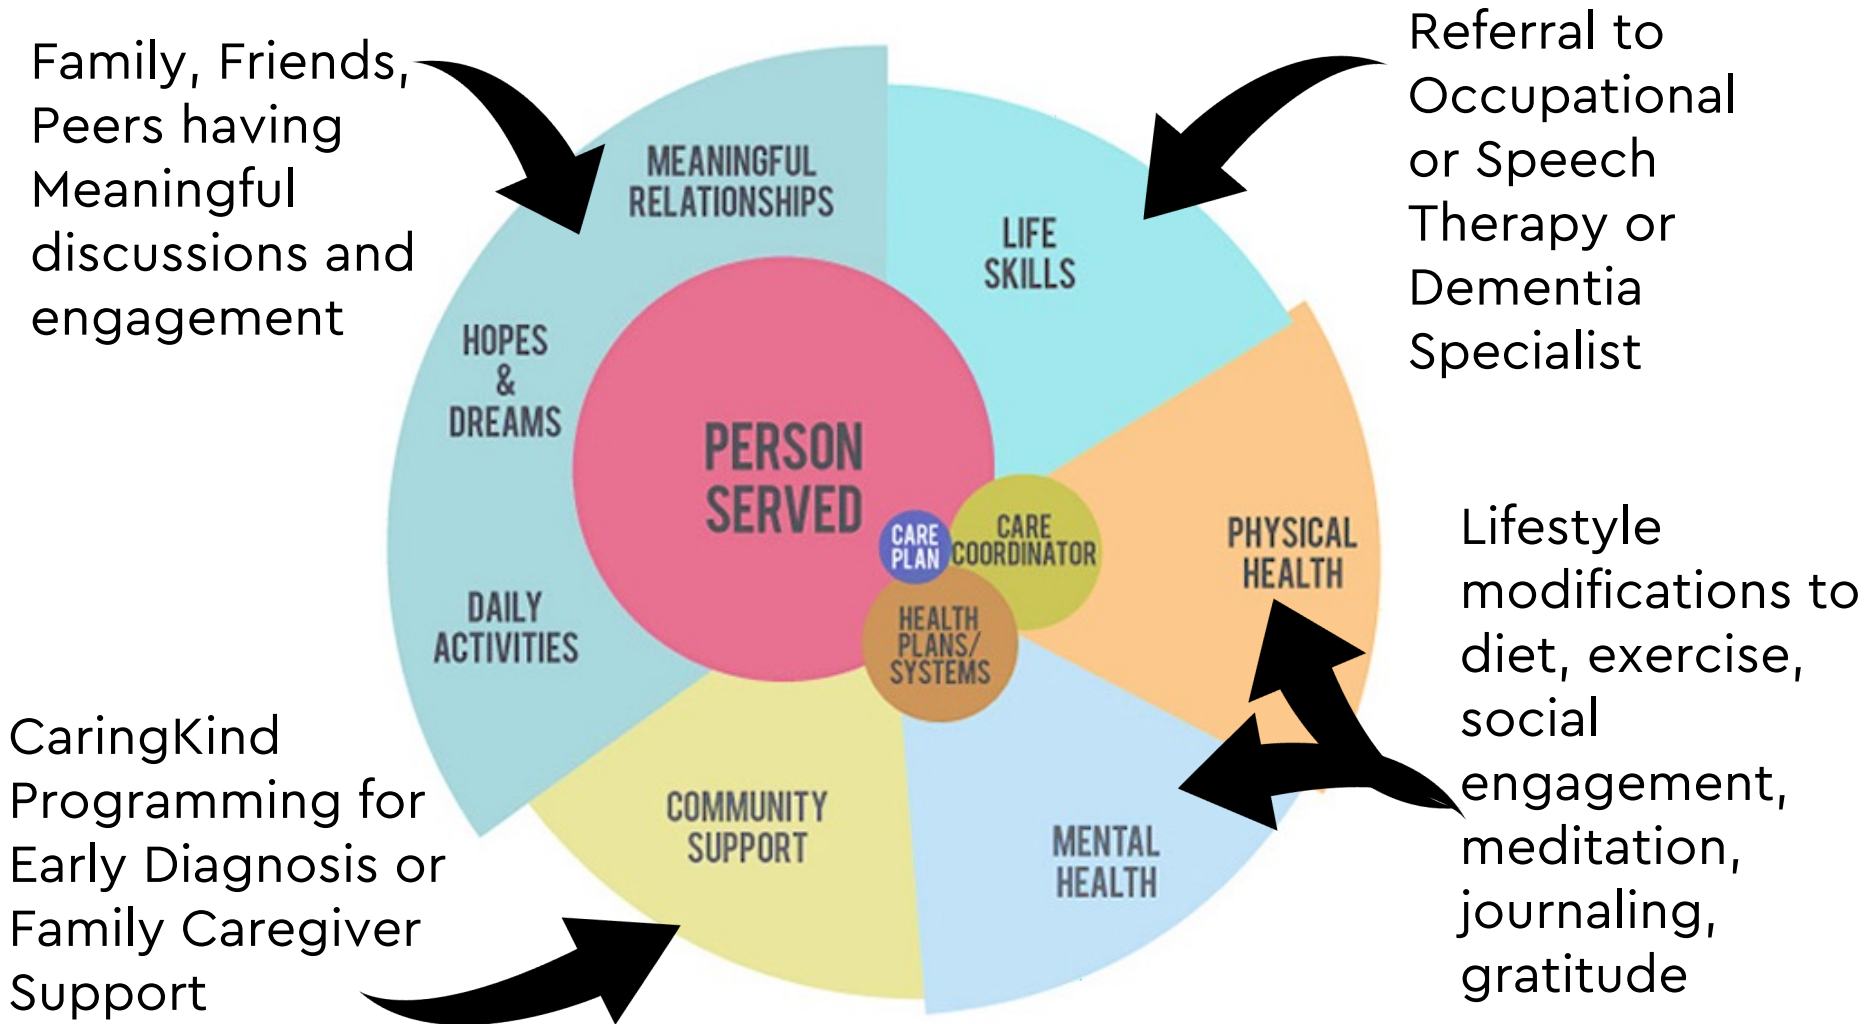 Family, Friends,
Peers having
Meaningful
discussions and
engagement
Referral to
Occupational
or Speech
Therapy or
Dementia
Specialist
MEANINGFUL
RELATIONSHIPS
LIFE
SKILLS
HOPES
&
DREAMS
PERSON
SERVED
CARE
PLAN
CARE
COORDINATOR
PHYSICAL
HEALTH
DAILY
ACTIVITIES
HEALTH
PLANS/
SYSTEMS
Lifestyle
modifications to
diet, exercise,
social
engagement,
meditation,
journaling,
gratitude
CaringKind
Programming for
Early Diagnosis or
Family Caregiver
Support
COMMUNITY
SUPPORT
MENTAL
HEALTH